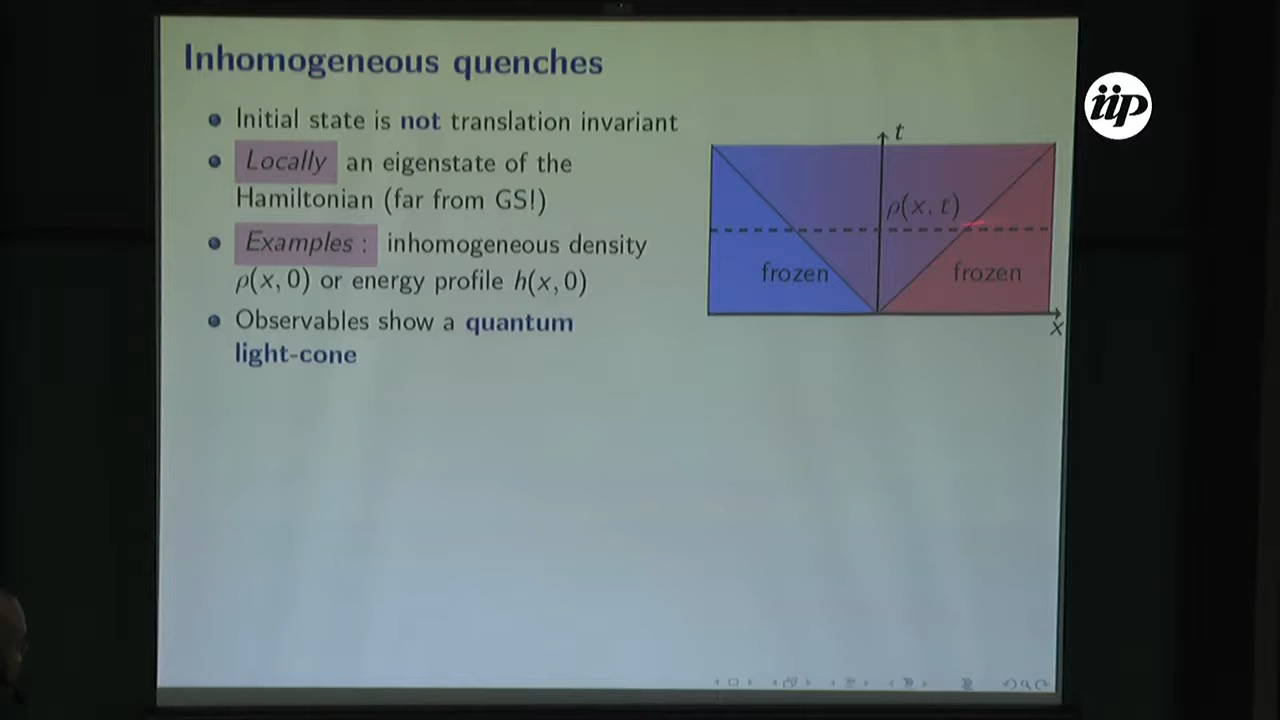 Inhomogeneous quenches
Initial state is not translation invariant
Locally an eigenstate of the
Hamiltonian (far from GS!)
Examples : inhomogeneous density
ρ(x, 0) or energy profile h(x, 0)
Observables show a quantum
light-cone
t
ρ(x, t)
frozen
frozen
x
iip